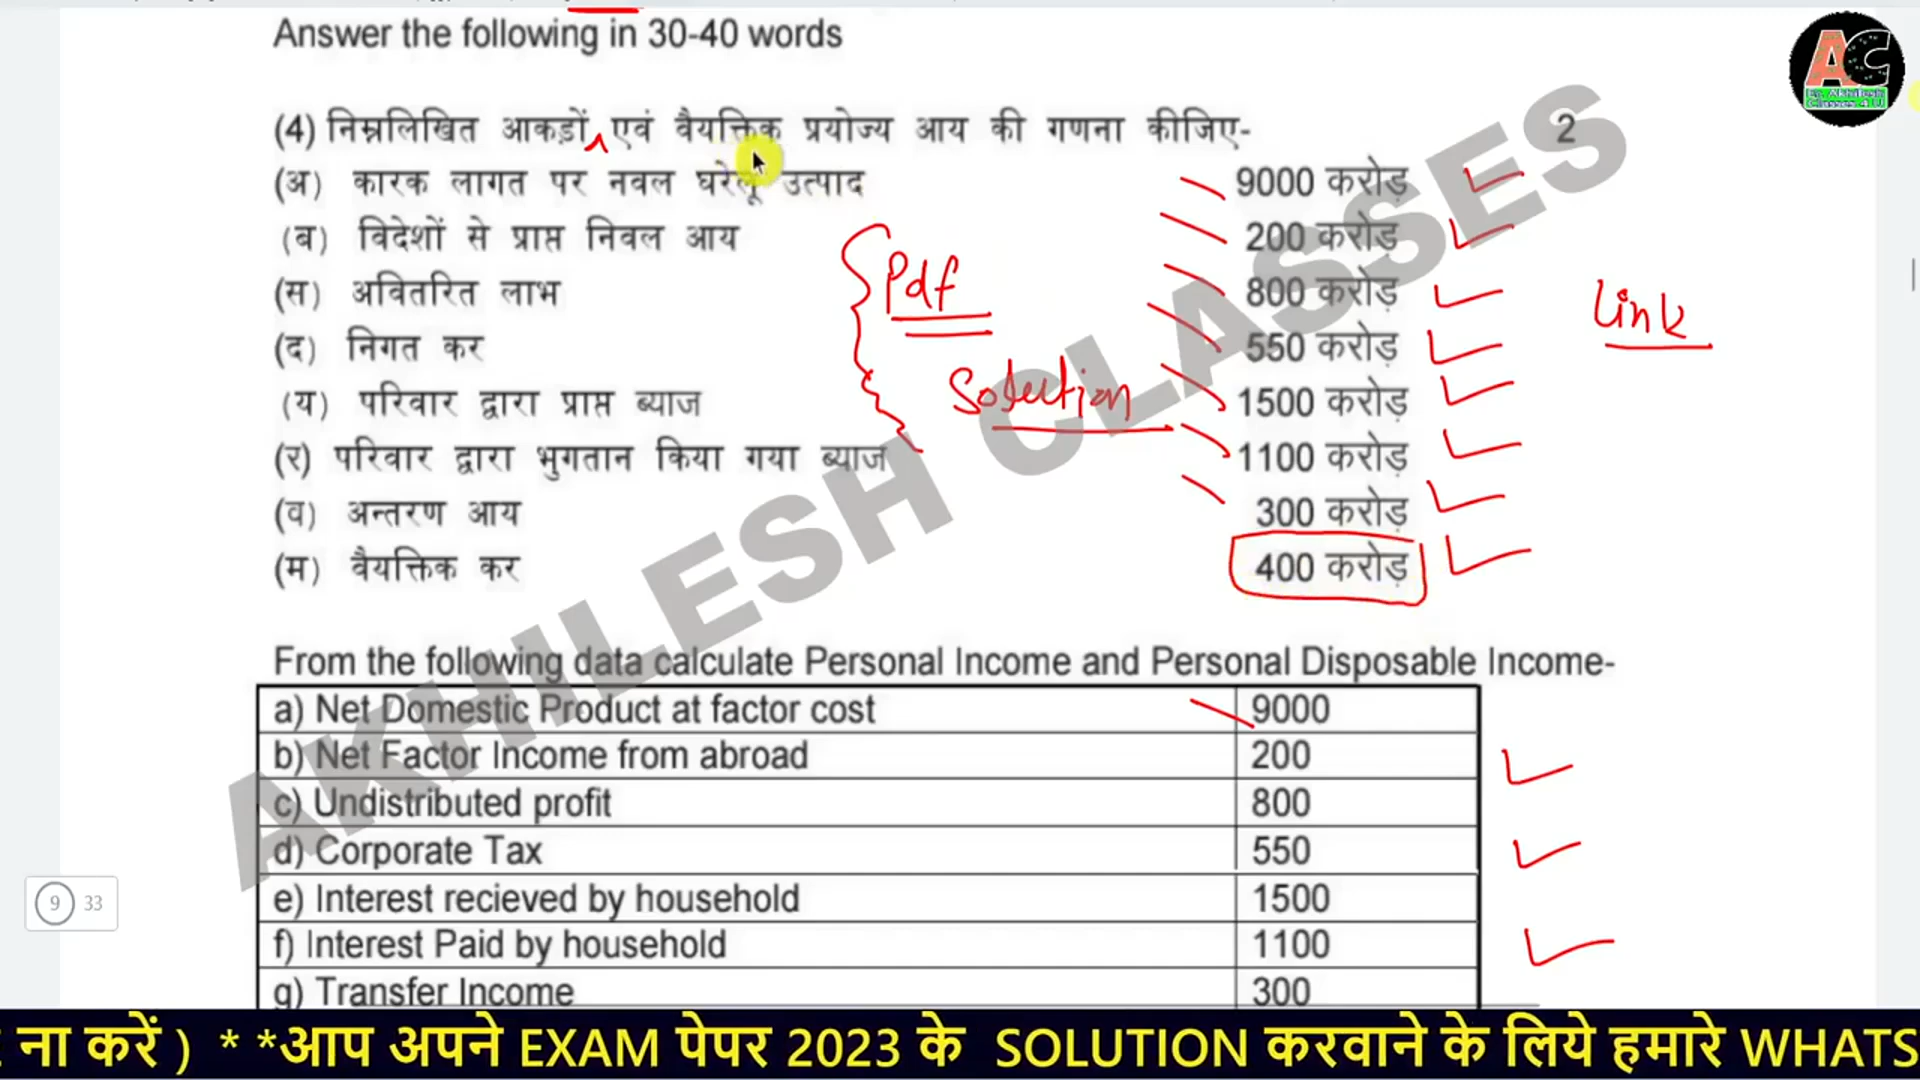 Answer the following in 30-40 words
(4) निम्नलिखित आकड़ों एवं वैयक्तिक प्रयोज्य आय की गणना कीजिए- 2
(अ) कारक लागत पर नवल घरेलू उत्पाद 9000 करोड़
(ब) विदेशों से प्राप्त निवल आय 200 करोड़
(स) अवितरित लाभ 800 करोड़
(द) निगत कर 550 करोड़
(य) परिवार द्वारा प्राप्त ब्याज 1500 करोड़
(र) परिवार द्वारा भुगतान किया गया ब्याज 1100 करोड़
(व) अन्तरण आय 300 करोड़
(म) वैयक्तिक कर 400 करोड़
Pdf
Solution
Link
From the following data calculate Personal Income and Personal Disposable Income-
a) Net Domestic Product at factor cost 9000
b) Net Factor Income from abroad 200
c) Undistributed profit 800
d) Corporate Tax 550
e) Interest recieved by household 1500
f) Interest Paid by household 1100
g) Transfer Income 300
AKHILESH CLASSES
AC
Er. Akhilesh
Classes 4 U
9 33
ना करें ) * *आप अपने EXAM पेपर 2023 के SOLUTION करवाने के लिये हमारे WHATS